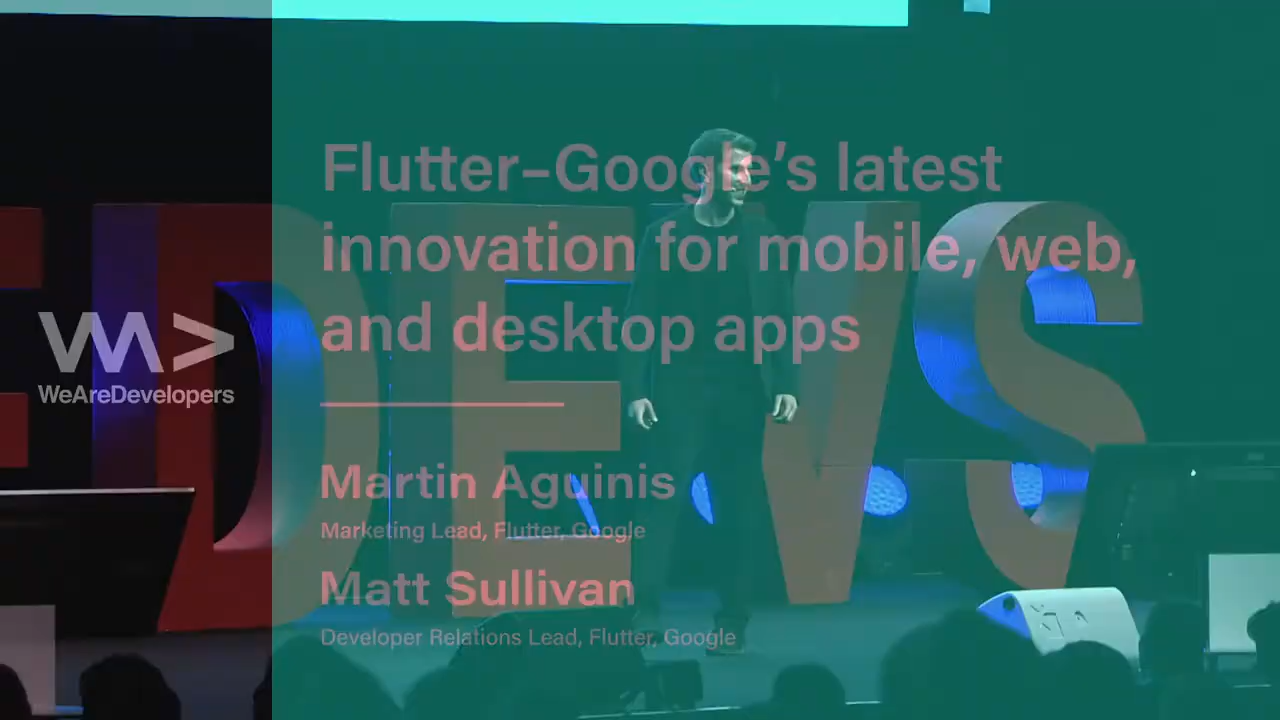 Flutter–Google’s latest
innovation for mobile, web,
and desktop apps
WeAreDevelopers
Martin Aguinis
Marketing Lead, Flutter, Google
Matt Sullivan
Developer Relations Lead, Flutter, Google
DEVS